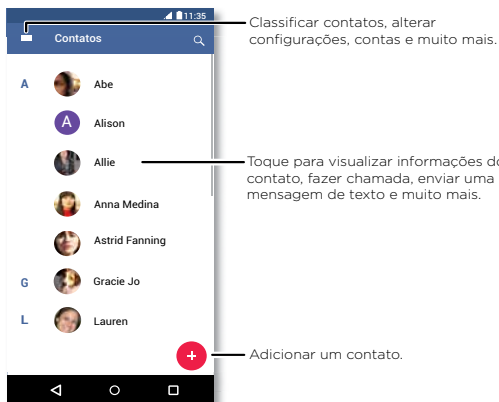 11:35
Contatos
A
Abe
A
Alison
Allie
Anna Medina
Astrid Fanning
G
Gracie Jo
L
Lauren
Classificar contatos, alterar
configurações, contas e muito mais.
Toque para visualizar informações do
contato, fazer chamada, enviar uma
mensagem de texto e muito mais.
Adicionar um contato.